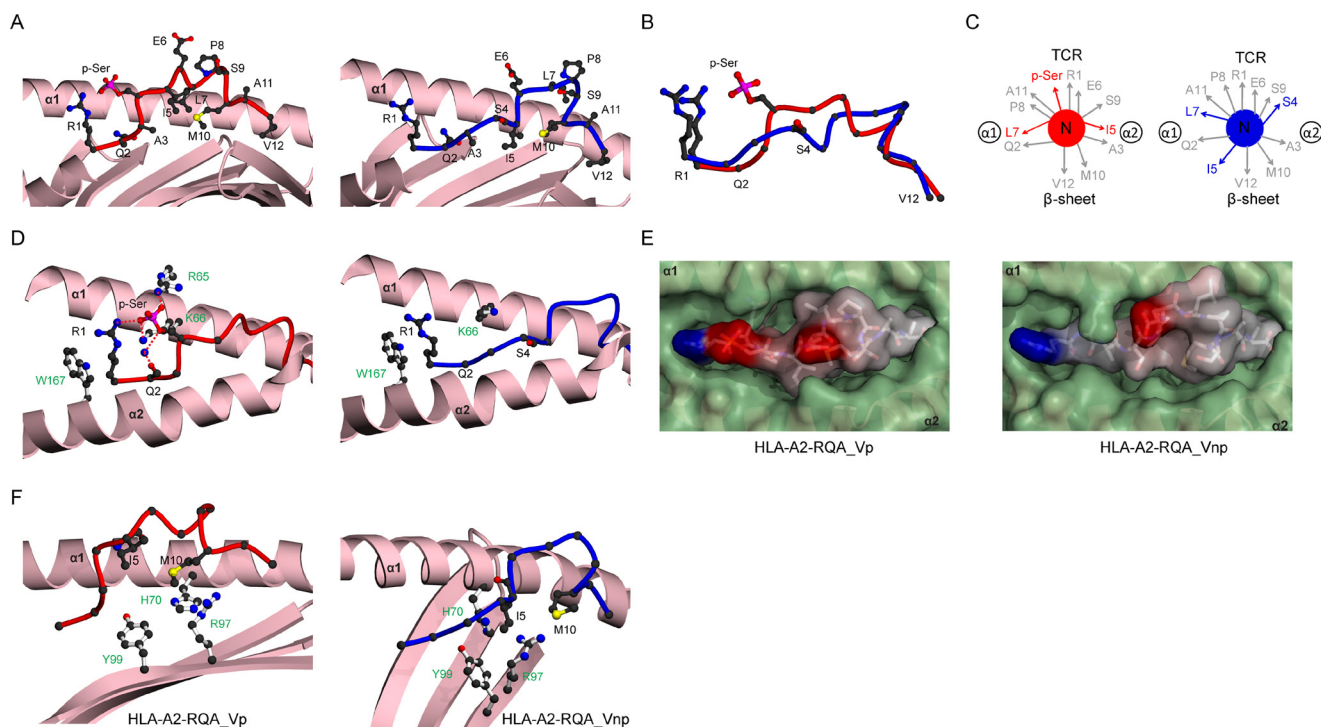 A
E6
P8
p-Ser
S9
A11
α1
L7
I5
R1
M10
A3
Q2
V12
P8
E6
L7
α1
S9
A11
S4
R1
M10
Q2
A3
I5
V12
B
p-Ser
S4
R1
Q2
V12
C
TCR
p-Ser
R1
E6
A11
S9
P8
α1
N
α2
L7
I5
Q2
A3
M10
V12
β-sheet
TCR
R1
P8
E6
S9
A11
S4
L7
α1
N
α2
Q2
A3
I5
M10
V12
β-sheet
D
R65
α1
p-Ser
K66
R1
W167
Q2
α2
α1
K66
R1
S4
W167
Q2
α2
E
α1
α2
HLA-A2-RQA_Vp
α1
α2
HLA-A2-RQA_Vnp
F
α1
I5
M10
H70
R97
Y99
HLA-A2-RQA_Vp
α1
H70
I5
M10
Y99
R97
HLA-A2-RQA_Vnp